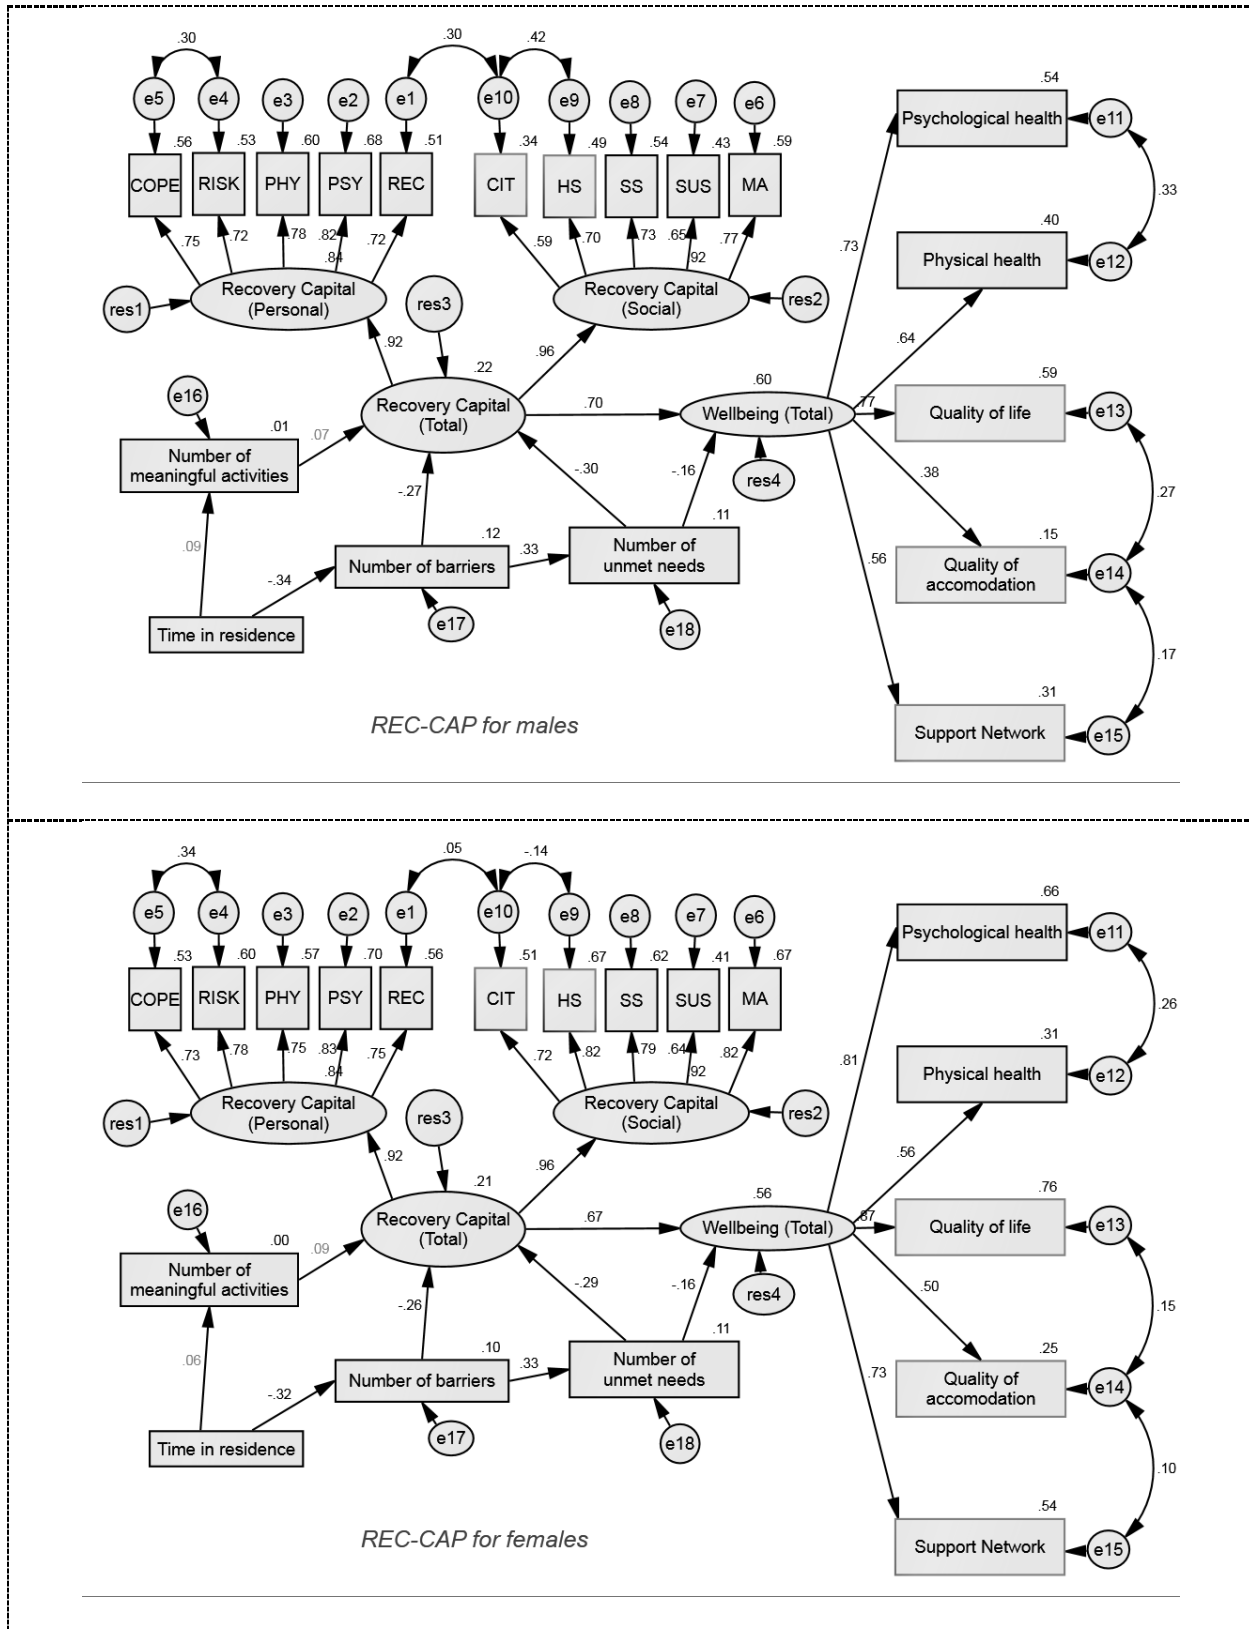 .30
.30
.42
.54
e5
e4
e3
e2
e1
e10
e9
e8
e7
e6
Psychological health
e11
.56
.53
.60
.68
.51
.34
.49
.54
.43
.59
COPE
RISK
PHY
PSY
REC
CIT
HS
SS
SUS
MA
.33
.40
.75
.72
.78
.82
.72
.59
.70
.73
.65
.77
.73
.84
.92
Physical health
e12
res1
Recovery Capital
(Personal)
res3
Recovery Capital
(Social)
res2
.92
.96
.64
.22
.60
.59
e16
Recovery Capital
(Total)
.70
Wellbeing (Total)
.77
Quality of life
e13
.01
.07
Number of
meaningful activities
-.30
-.16
res4
.38
.27
-.27
.11
.09
.12
.33
Number of
unmet needs
.15
Number of barriers
.56
Quality of
accomodation
e14
-.34
Time in residence
e17
e18
.17
.31
REC-CAP for males
Support Network
e15
.34
.05
-.14
.66
e5
e4
e3
e2
e1
e10
e9
e8
e7
e6
Psychological health
e11
.53
.60
.57
.70
.56
.51
.67
.62
.41
.67
COPE
RISK
PHY
PSY
REC
CIT
HS
SS
SUS
MA
.26
.31
.73
.78
.75
.83
.75
.72
.82
.79
.64
.82
.81
.84
.92
Physical health
e12
res1
Recovery Capital
(Personal)
res3
Recovery Capital
(Social)
res2
.92
.96
.56
.21
.56
.76
e16
Recovery Capital
(Total)
.67
Wellbeing (Total)
.87
Quality of life
e13
.00
.09
Number of
meaningful activities
-.29
-.16
res4
.50
.15
-.26
.11
.06
.10
.33
Number of
unmet needs
.25
Number of barriers
.73
Quality of
accomodation
e14
-.32
Time in residence
e17
e18
.10
.54
REC-CAP for females
Support Network
e15